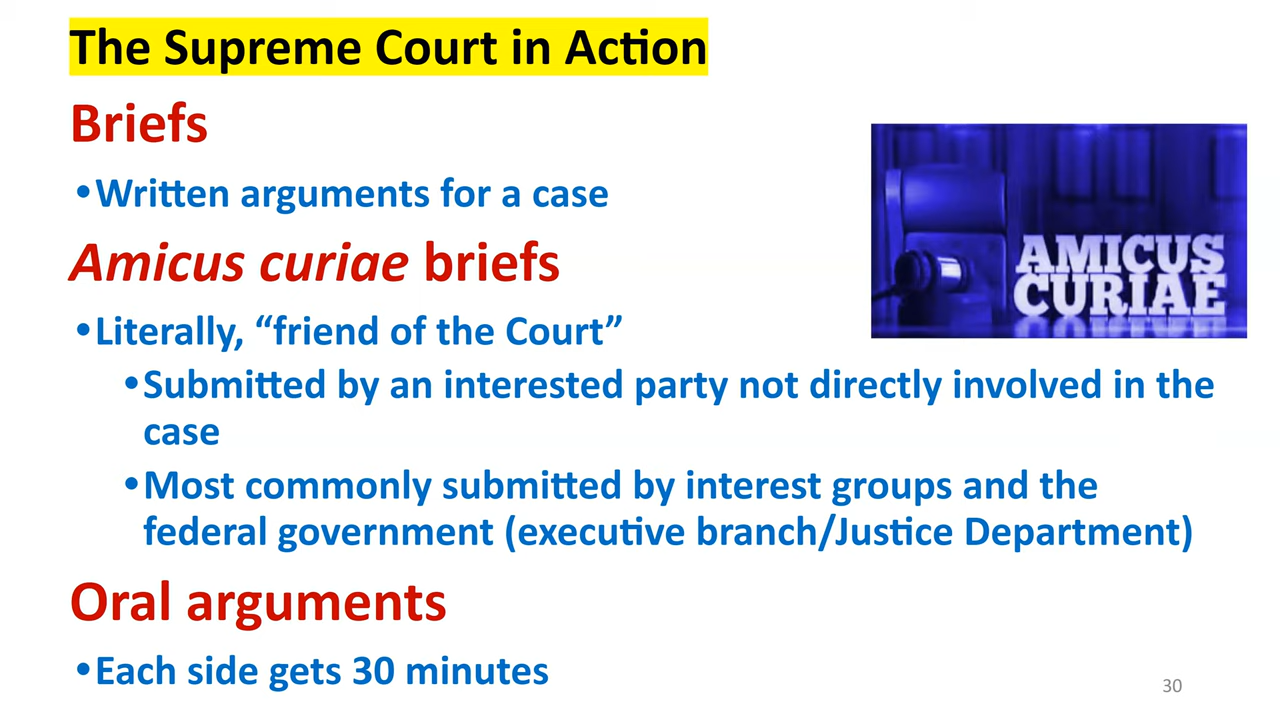 The Supreme Court in Action
Briefs
•Written arguments for a case
Amicus curiae briefs
•Literally, “friend of the Court”
•Submitted by an interested party not directly involved in the
case
•Most commonly submitted by interest groups and the
federal government (executive branch/Justice Department)
Oral arguments
•Each side gets 30 minutes
AMICUS
CURIAE
30